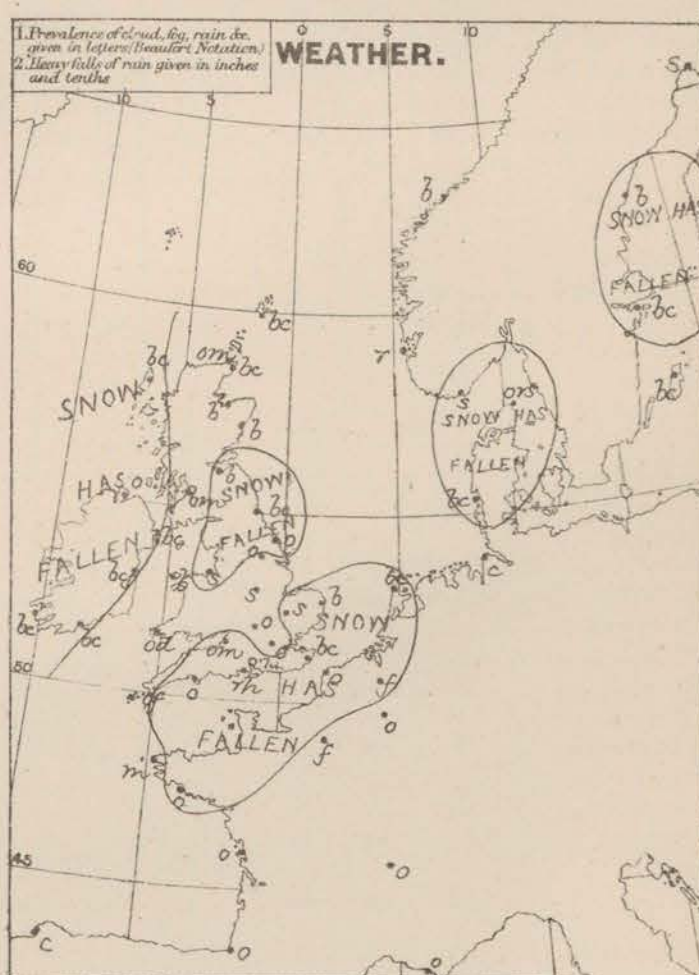 1. Prevalence of cloud, fog, rain &c.
given in letters (Beaufort Notation)
2. Heavy falls of rain given in inches
and tenths
WEATHER.
10 5 0 5 10
s
b
b
SNOW HAS
FALLEN
bc
60
bc
r
bc
om
bc
bc
SNOW
b
b
s
ors
SNOW HAS
FALLEN
bc
HAS
o
b
SNOW
om
bc
FALLEN
o
FALLEN
bc
o
c
bc
s
s
s
b
SNOW
o
bc
bc
od
om
o
bc
50
o
HAS
o
f
o
FALLEN
f
m
o
o
o
45
c
o
o